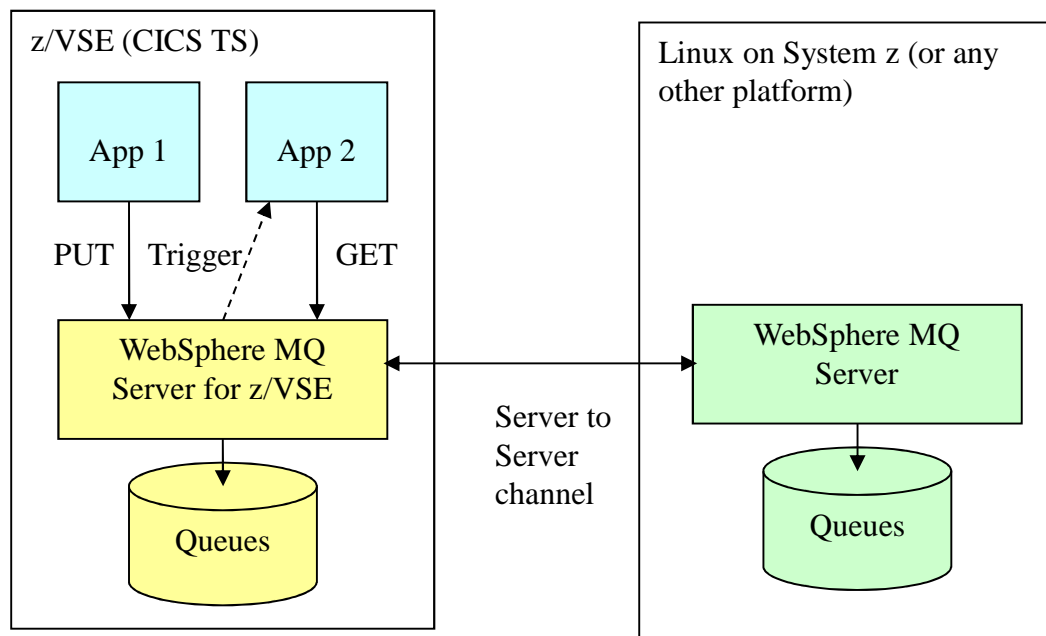 z/VSE (CICS TS)
App 1
App 2
PUT
Trigger
GET
WebSphere MQ
Server for z/VSE
Queues
Server to
Server
channel
Linux on System z (or any
other platform)
WebSphere MQ
Server
Queues